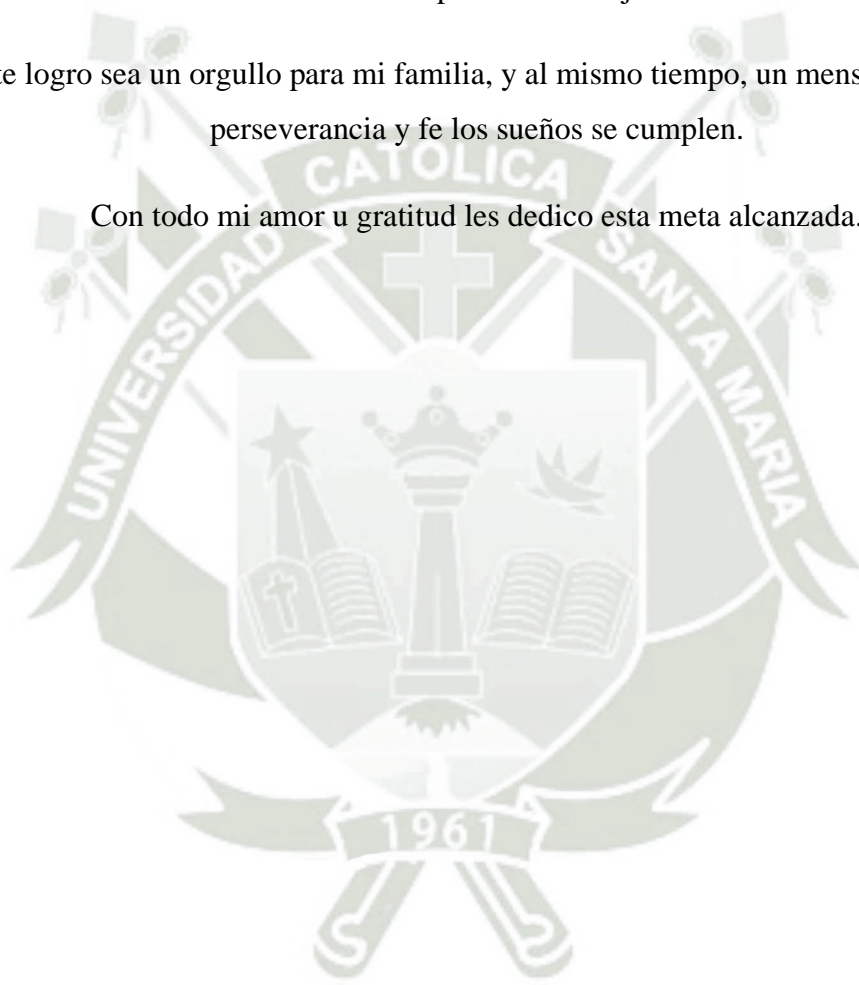 te logro sea un orgullo para mi familia, y al mismo tiempo, un mens
perseverancia y fe los sueños se cumplen.
Con todo mi amor u gratitud les dedico esta meta alcanzada.
UNIVERSIDAD CATOLICA SANTA MARIA
1961